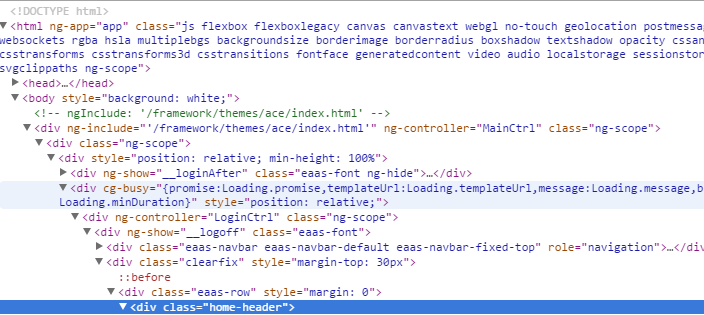 <!DOCTYPE html>
▼<html ng-app="app" class="js flexbox flexboxlegacy canvas canvastext webgl no-touch geolocation postmessag
websockets rgba hsla multiplebgs backgroundsize borderimage borderradius boxshadow textshadow opacity cssan
csstransforms csstransforms3d csstransitions fontface generatedcontent video audio localstorage sessionstor
svgclippaths ng-scope">
▶<head>…</head>
▼<body style="background: white;">
<!-- ngInclude: '/framework/themes/ace/index.html' -->
▼<div ng-include="'/framework/themes/ace/index.html'" ng-controller="MainCtrl" class="ng-scope">
▼<div class="ng-scope">
▼<div style="position: relative; min-height: 100%">
▶<div ng-show="__loginAfter" class="eaas-font ng-hide">…</div>
▼<div cg-busy="{promise:Loading.promise,templateUrl:Loading.templateUrl,message:Loading.message,b
Loading.minDuration}" style="position: relative;">
▼<div ng-controller="LoginCtrl" class="ng-scope">
▼<div ng-show="__logoff" class="eaas-font">
▶<div class="eaas-navbar eaas-navbar-default eaas-navbar-fixed-top" role="navigation">…</di
▼<div class="clearfix" style="margin-top: 30px">
::before
▼<div class="eaas-row" style="margin: 0">
▼<div class="home-header">